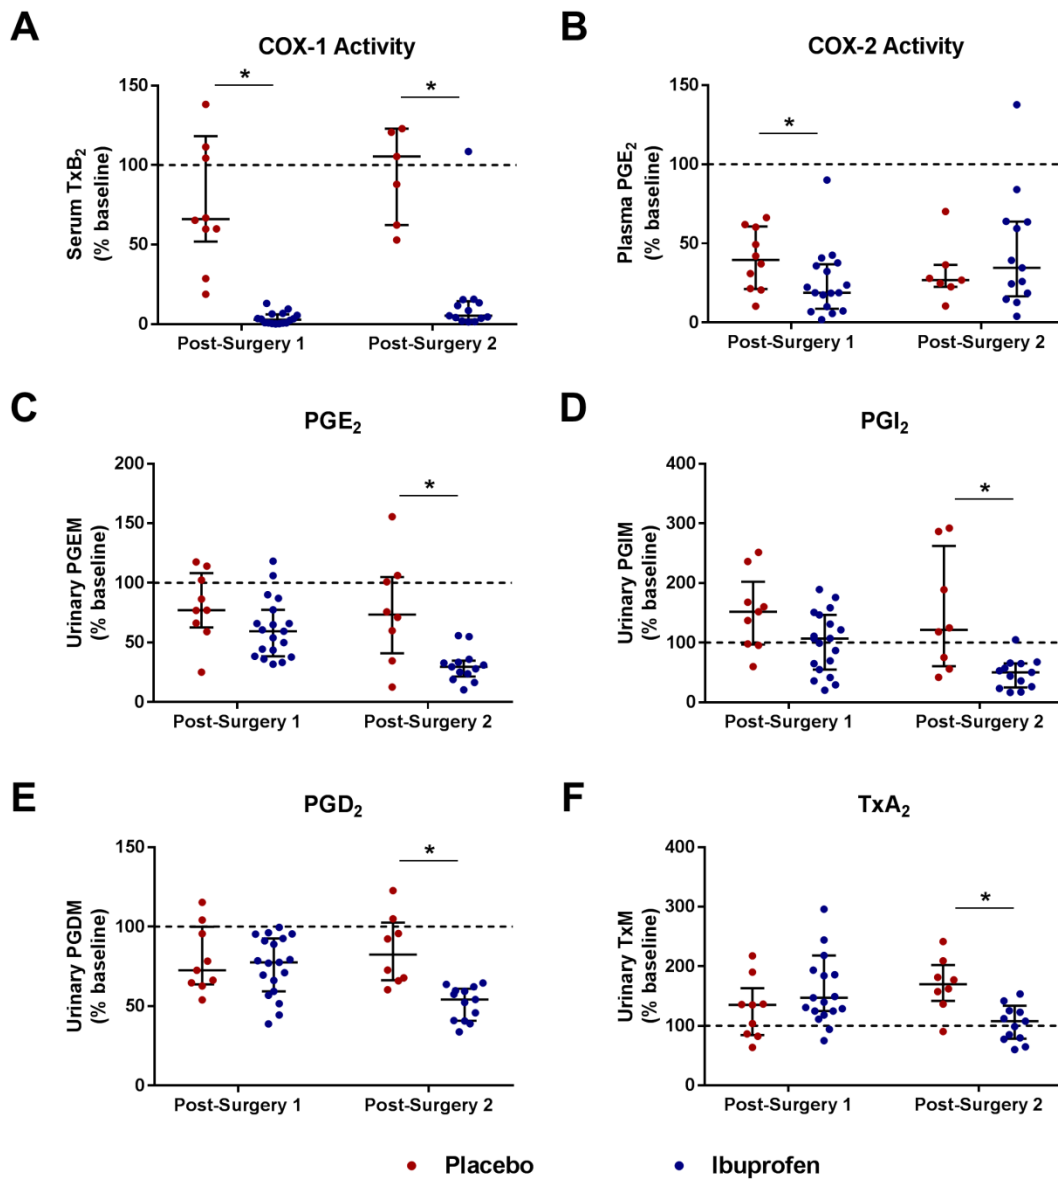 A
COX-1 Activity
Serum TxB₂
(% baseline)
150
100
50
0
*
*
Post-Surgery 1
Post-Surgery 2
B
COX-2 Activity
Plasma PGE₂
(% baseline)
150
100
50
0
*
Post-Surgery 1
Post-Surgery 2
C
PGE₂
Urinary PGEM
(% baseline)
200
150
100
50
0
*
Post-Surgery 1
Post-Surgery 2
D
PGI₂
Urinary PGIM
(% baseline)
400
300
200
100
0
*
Post-Surgery 1
Post-Surgery 2
E
PGD₂
Urinary PGDM
(% baseline)
150
100
50
0
*
Post-Surgery 1
Post-Surgery 2
F
TxA₂
Urinary TxM
(% baseline)
400
300
200
100
0
*
Post-Surgery 1
Post-Surgery 2
Placebo
Ibuprofen